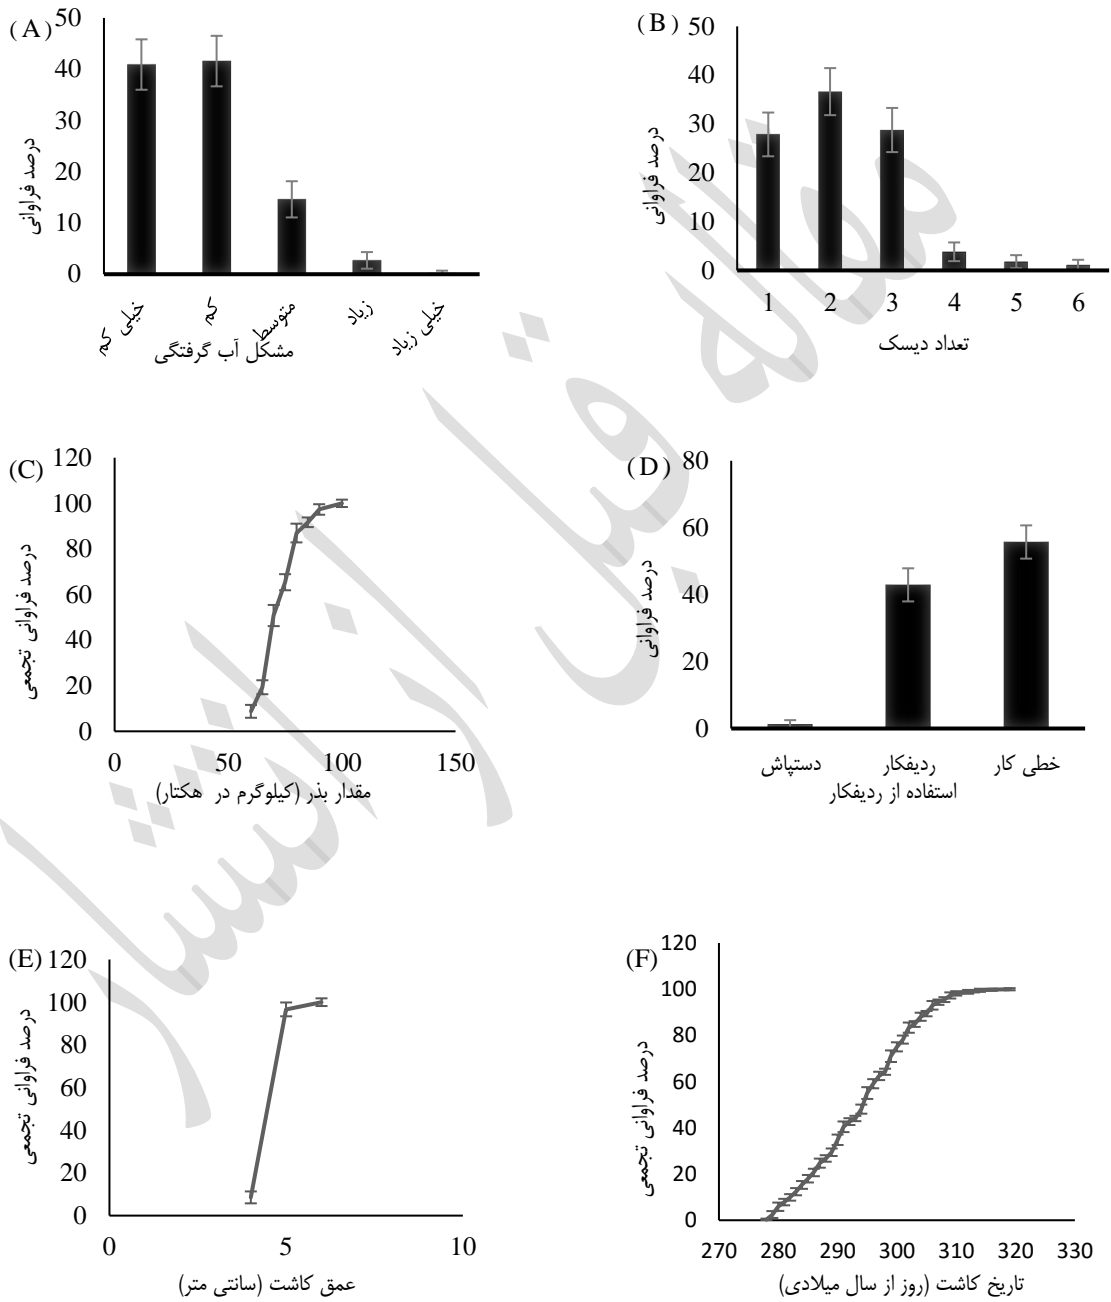 (A)
50
40
30
20
10
0
درصد فراوانی
خیلی کم
کم
متوسط
زیاد
خیلی زیاد
مشکل آب گرفتگی
(B)
50
40
30
20
10
0
درصد فراوانی
1 2 3 4 5 6
تعداد دیسک
(C)
120
100
80
60
40
20
0
درصد فراوانی تجمعی
0 50 100 150
مقدار بذر (کیلوگرم در هکتار)
(D)
80
60
40
20
0
درصد فراوانی
دستپاش
ردیفکار
خطی کار
استفاده از ردیفکار
(E)
120
100
80
60
40
20
0
درصد فراوانی تجمعی
0 5 10
عمق کاشت (سانتی متر)
(F)
120
100
80
60
40
20
0
درصد فراوانی تجمعی
270 280 290 300 310 320 330
تاریخ کاشت (روز از سال میلادی)
مقاله قبل از انتشار